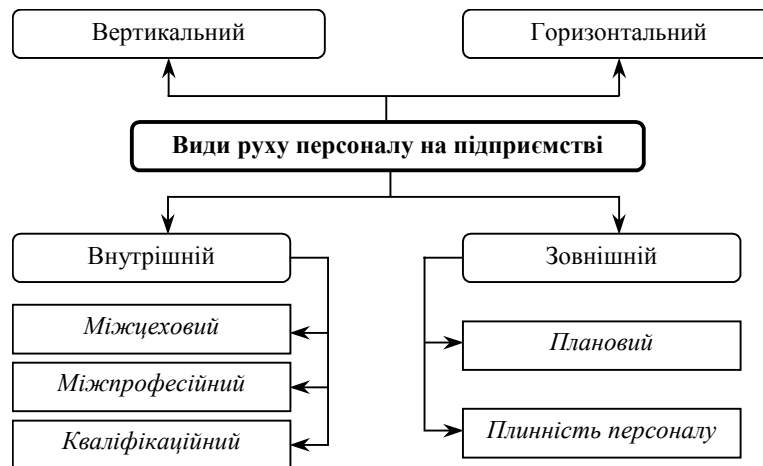 Вертикальний
Горизонтальний
Види руху персоналу на підприємстві
Внутрішній
Зовнішній
Міжцеховий
Міжпрофесійний
Кваліфікаційний
Плановий
Плинність персоналу